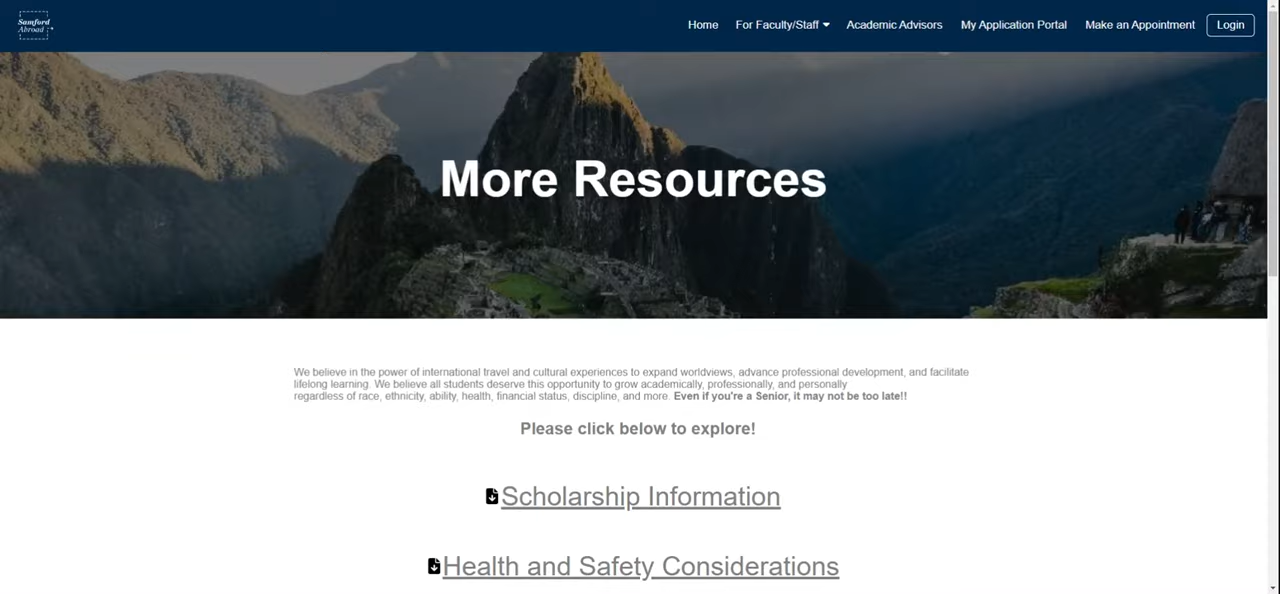 Samford
Abroad
Home For Faculty/Staff Academic Advisors My Application Portal Make an Appointment Login
More Resources
We believe in the power of international travel and cultural experiences to expand worldviews, advance professional development, and facilitate
lifelong learning. We believe all students deserve this opportunity to grow academically, professionally, and personally
regardless of race, ethnicity, ability, health, financial status, discipline, and more. Even if you're a Senior, it may not be too late!!
Please click below to explore!
Scholarship Information
Health and Safety Considerations